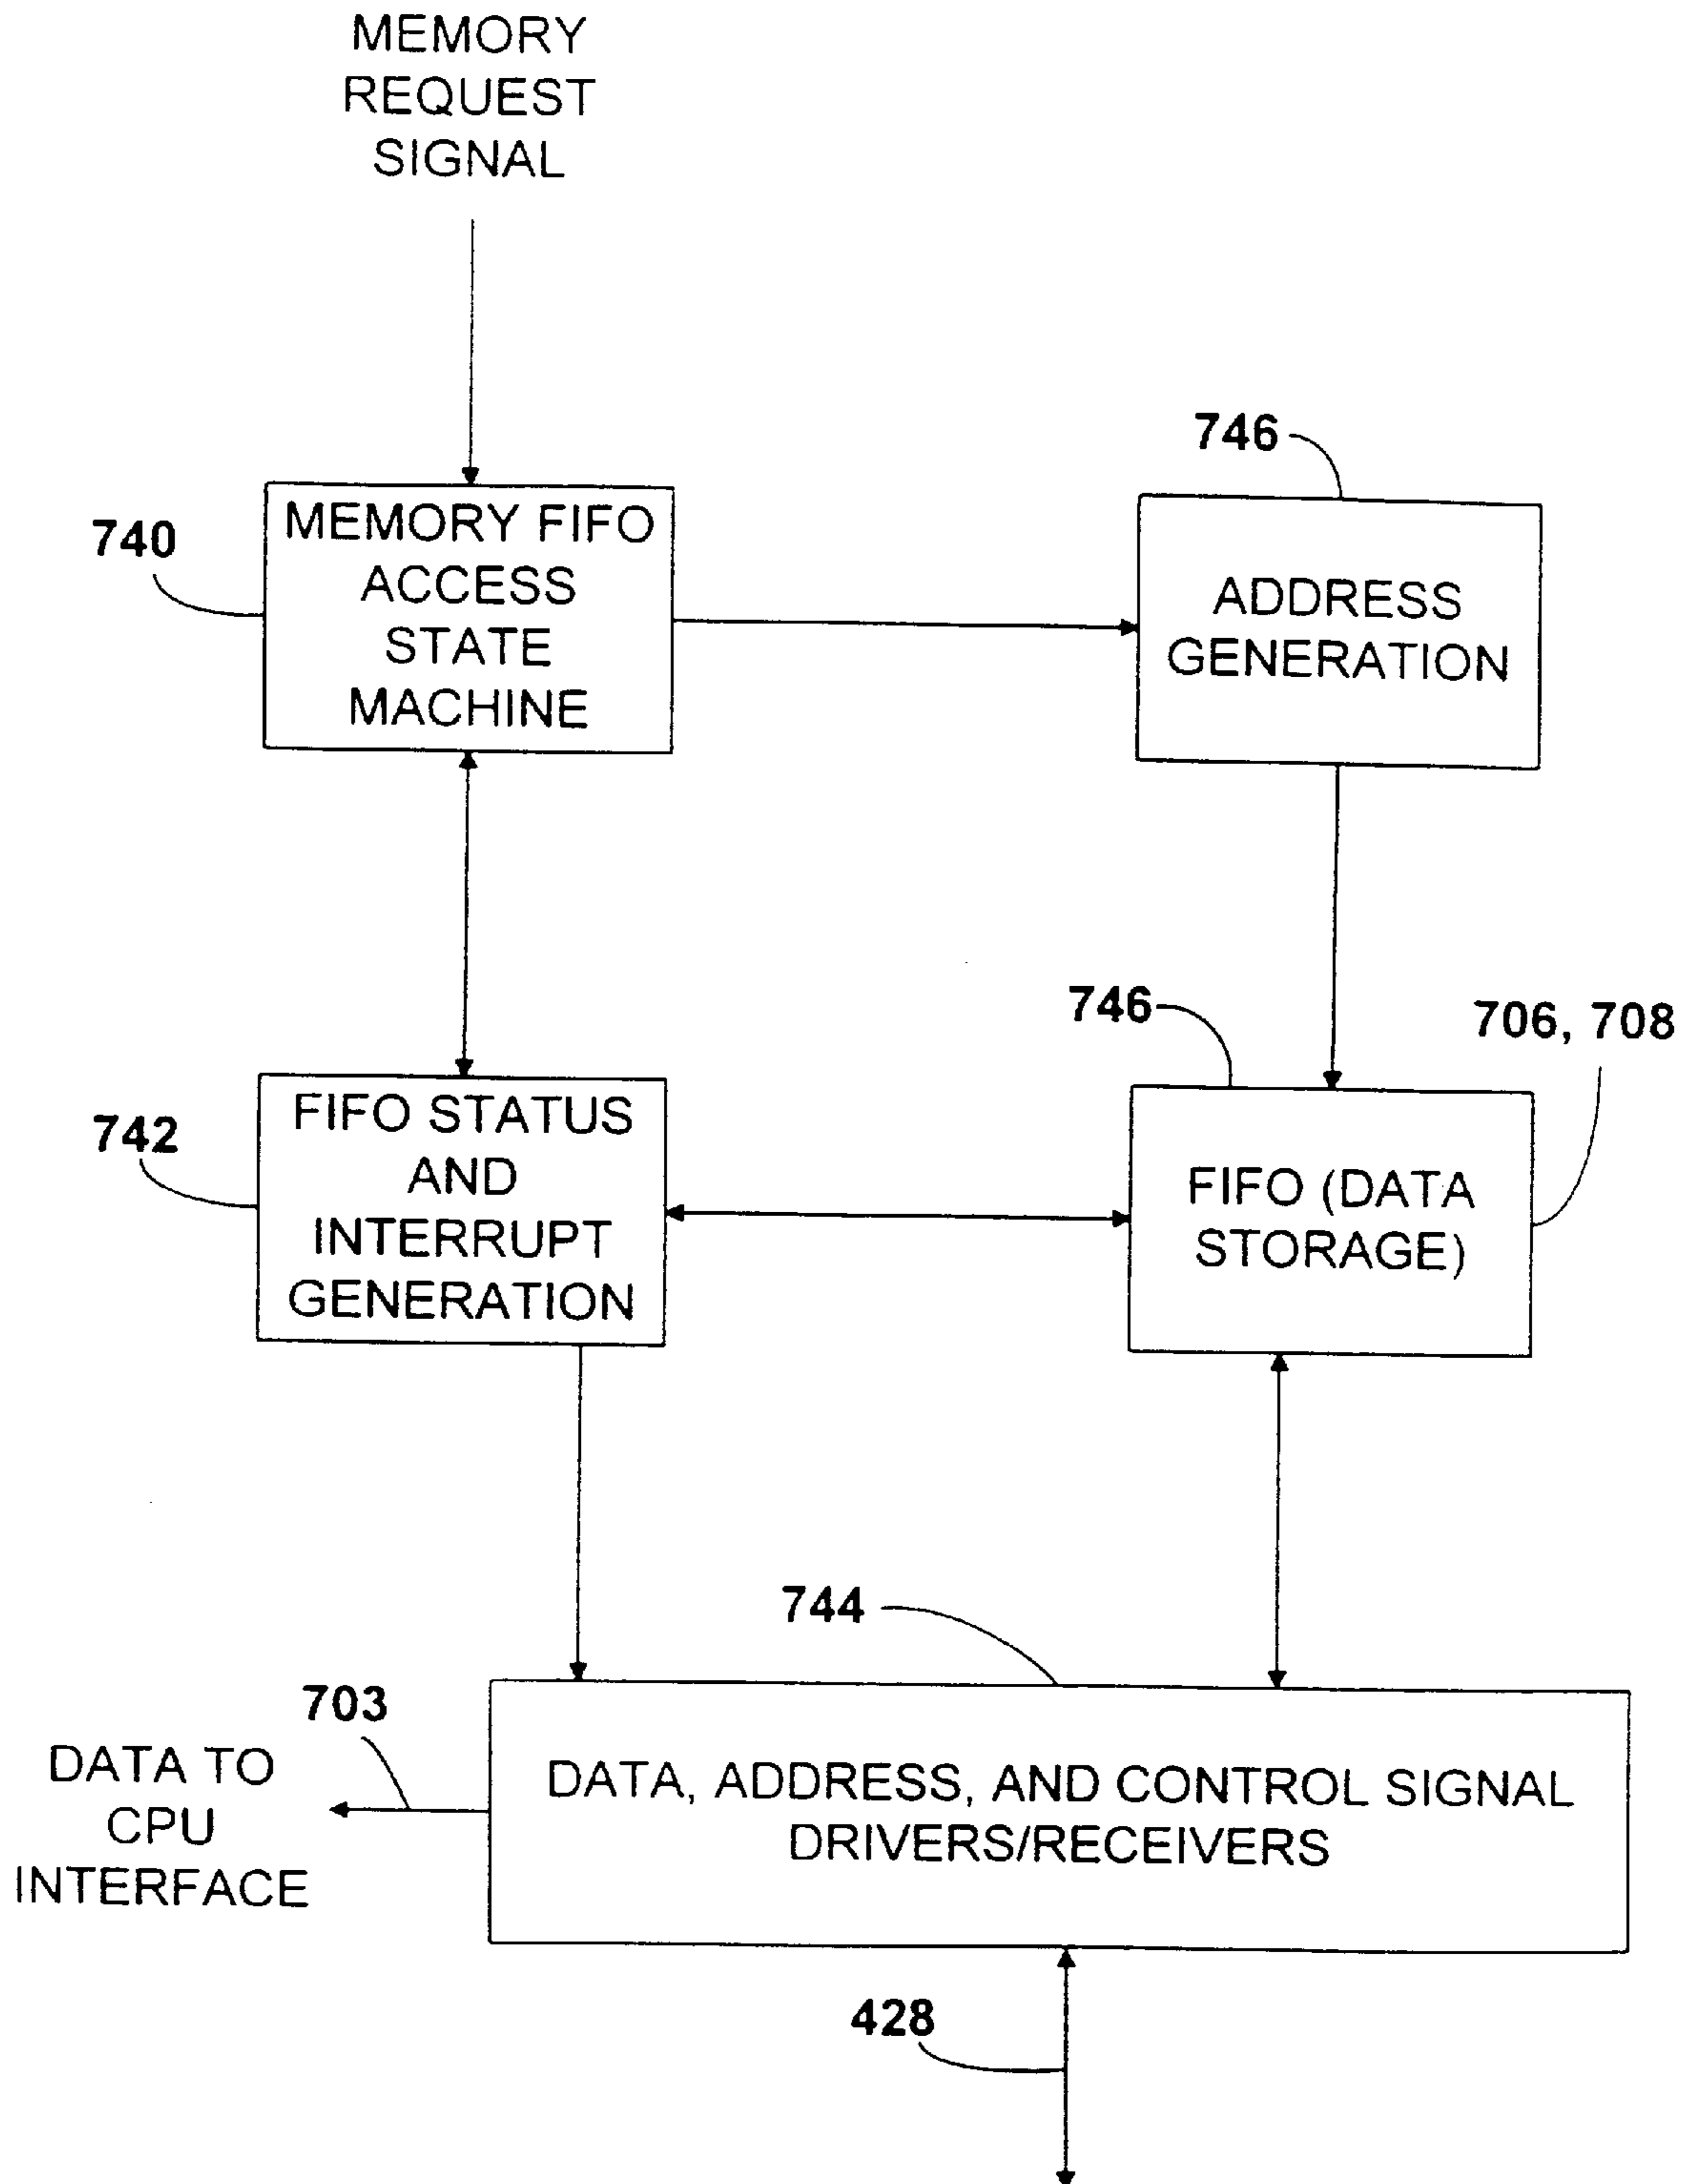 MEMORY
REQUEST
SIGNAL
746
740
MEMORY FIFO
ACCESS
STATE
MACHINE
ADDRESS
GENERATION
746
706, 708
742
FIFO STATUS
AND
INTERRUPT
GENERATION
FIFO (DATA
STORAGE)
744
703
DATA TO
CPU
INTERFACE
DATA, ADDRESS, AND CONTROL SIGNAL
DRIVERS/RECEIVERS
428